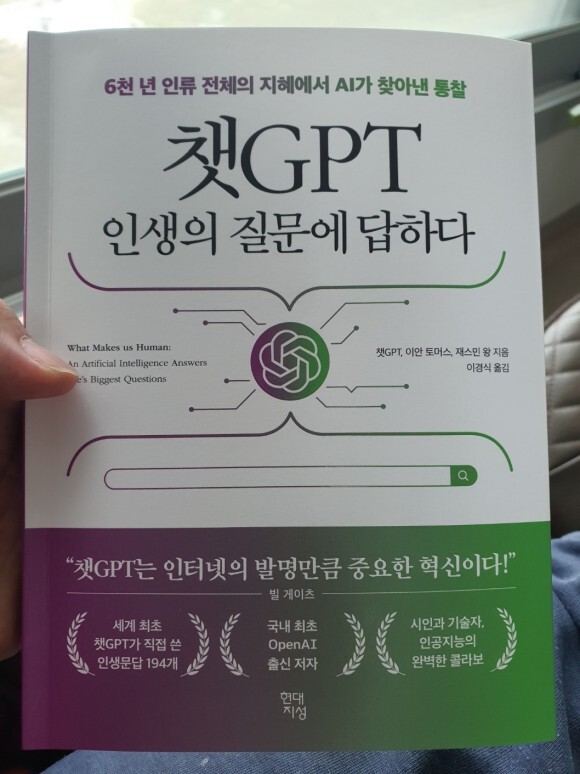 6천 년 인류 전체의 지혜에서 AI가 찾아낸 통찰
챗GPT
인생의 질문에 답하다
What Makes us Human:
An Artificial Intelligence Answers
's Biggest Questions
챗GPT, 이안 토머스, 재스민 왕 지음
이경식 옮김
“챗GPT는 인터넷의 발명만큼 중요한 혁신이다!”
빌 게이츠
세계 최초
챗GPT가 직접 쓴
인생문답 194개
국내 최초
OpenAI
출신 저자
시인과 기술자,
인공지능의
완벽한 콜라보
현대
지성